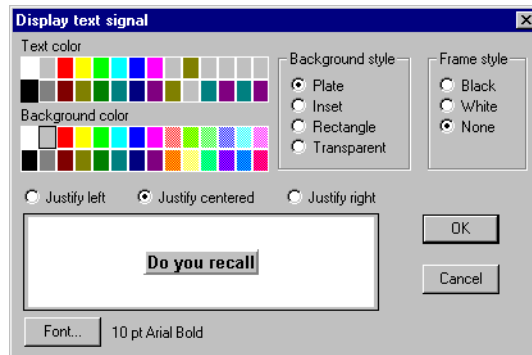 Display text signal
Text color
Background color
Background style
Plate
Inset
Rectangle
Transparent
Frame style
Black
White
None
Justify left
Justify centered
Justify right
Do you recall
OK
Cancel
Font...
10 pt Arial Bold